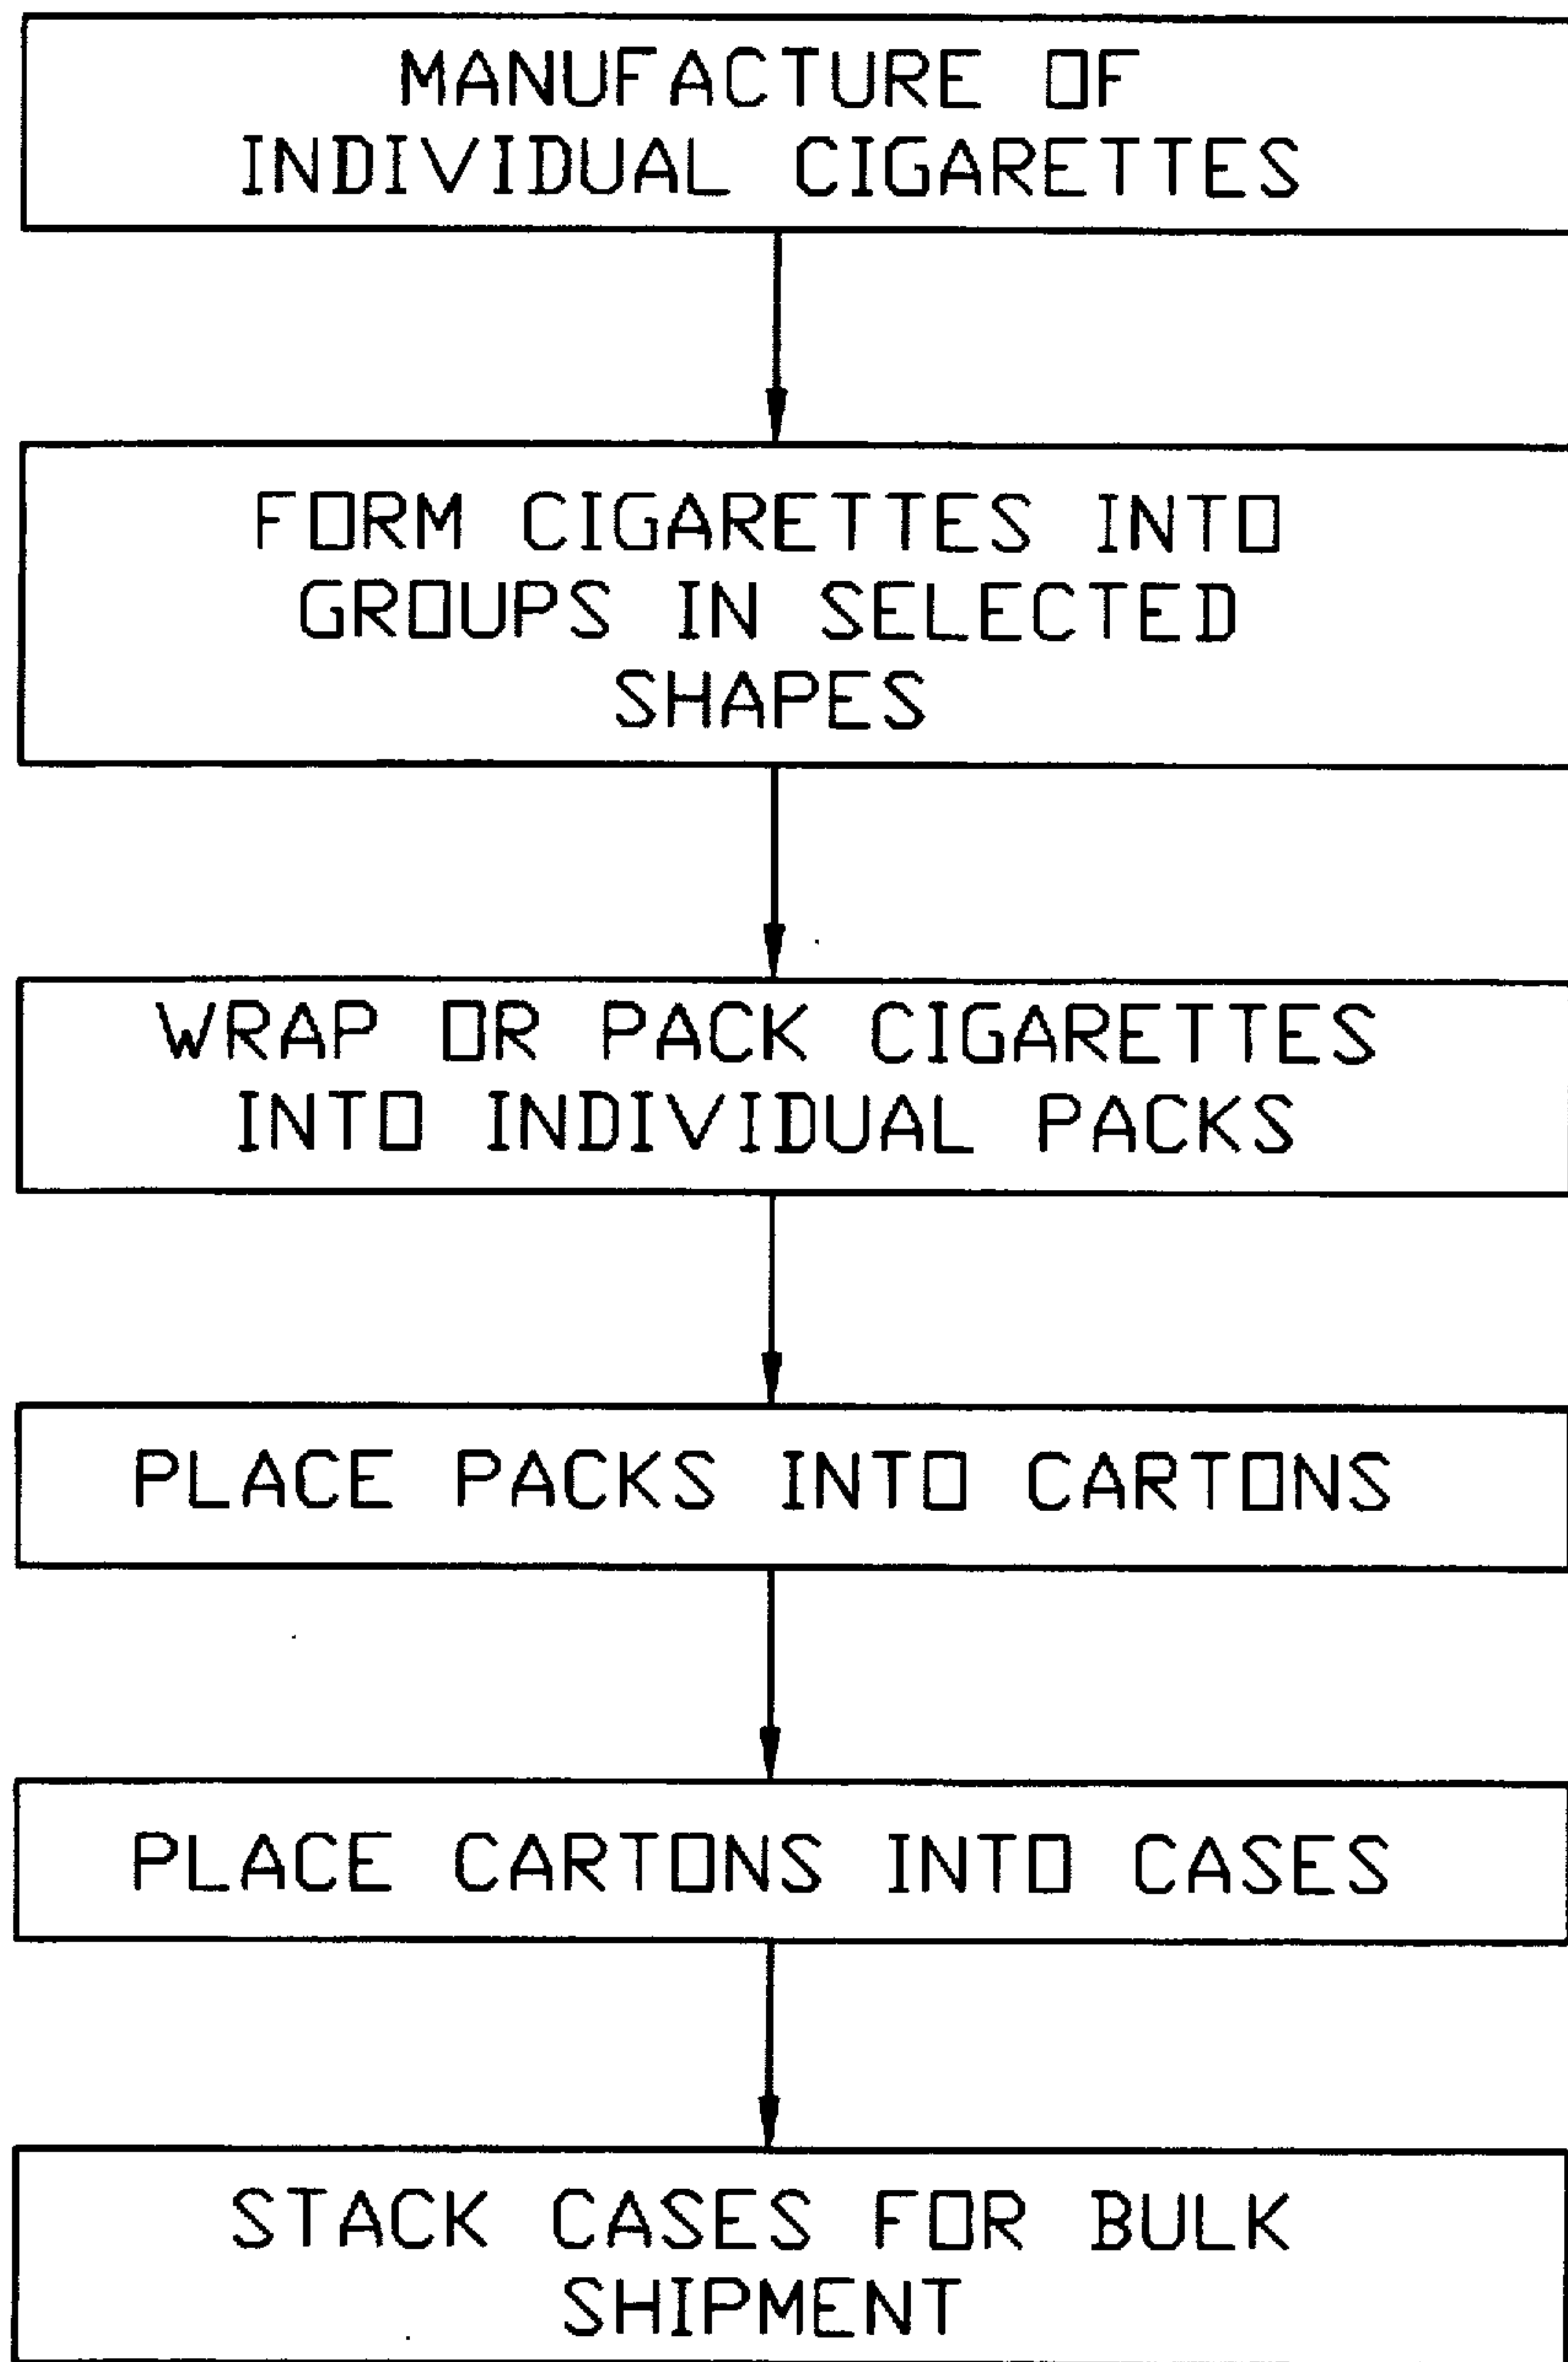 MANUFACTURE OF
INDIVIDUAL CIGARETTES
FORM CIGARETTES INTO
GROUPS IN SELECTED
SHAPES
WRAP OR PACK CIGARETTES
INTO INDIVIDUAL PACKS
PLACE PACKS INTO CARTONS
PLACE CARTONS INTO CASES
STACK CASES FOR BULK
SHIPMENT